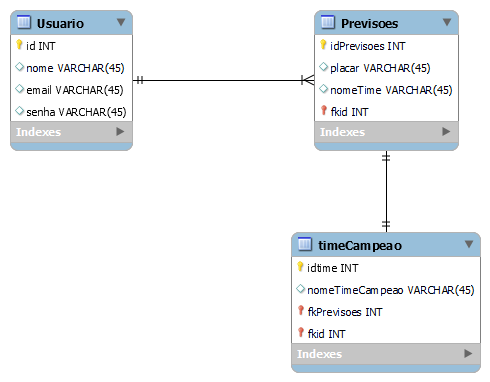 Usuario
id INT
nome VARCHAR(45)
email VARCHAR(45)
senha VARCHAR(45)
Indexes
Previsoes
idPrevisoes INT
placar VARCHAR(45)
nomeTime VARCHAR(45)
fkid INT
Indexes
timeCampeao
idtime INT
nomeTimeCampeao VARCHAR(45)
fkPrevisoes INT
fkid INT
Indexes